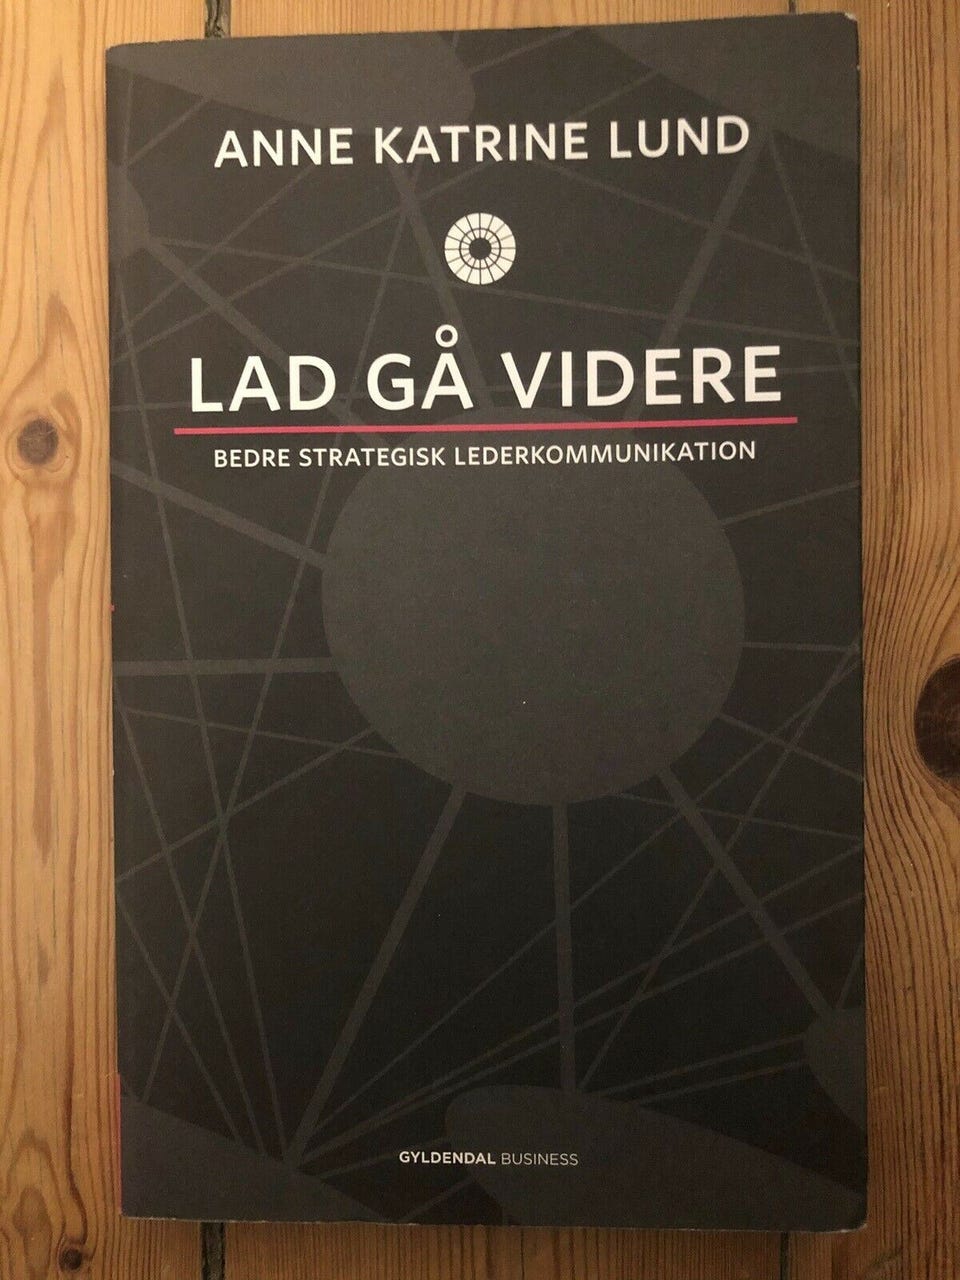 ANNE KATRINE LUND
LAD GÅ VIDERE
BEDRE STRATEGISK LEDERKOMMUNIKATION
GYLDENDAL BUSINESS